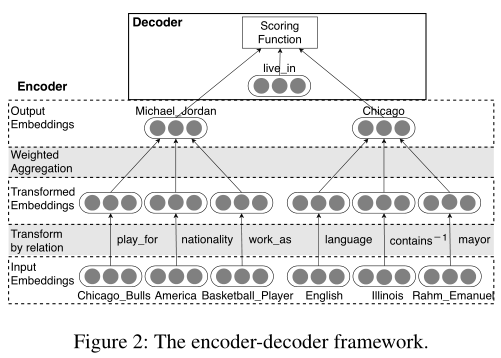 Decoder
Scoring
Function
live_in
Encoder
Output
Embeddings
Michael_Jordan
Chicago
Weighted
Aggregation
Transformed
Embeddings
Transform
by relation
play_for
nationality
work_as
language
contains⁻¹
mayor
Input
Embeddings
Chicago_Bulls
America
Basketball_Player
English
Illinois
Rahm_Emanuel
Figure 2: The encoder-decoder framework.